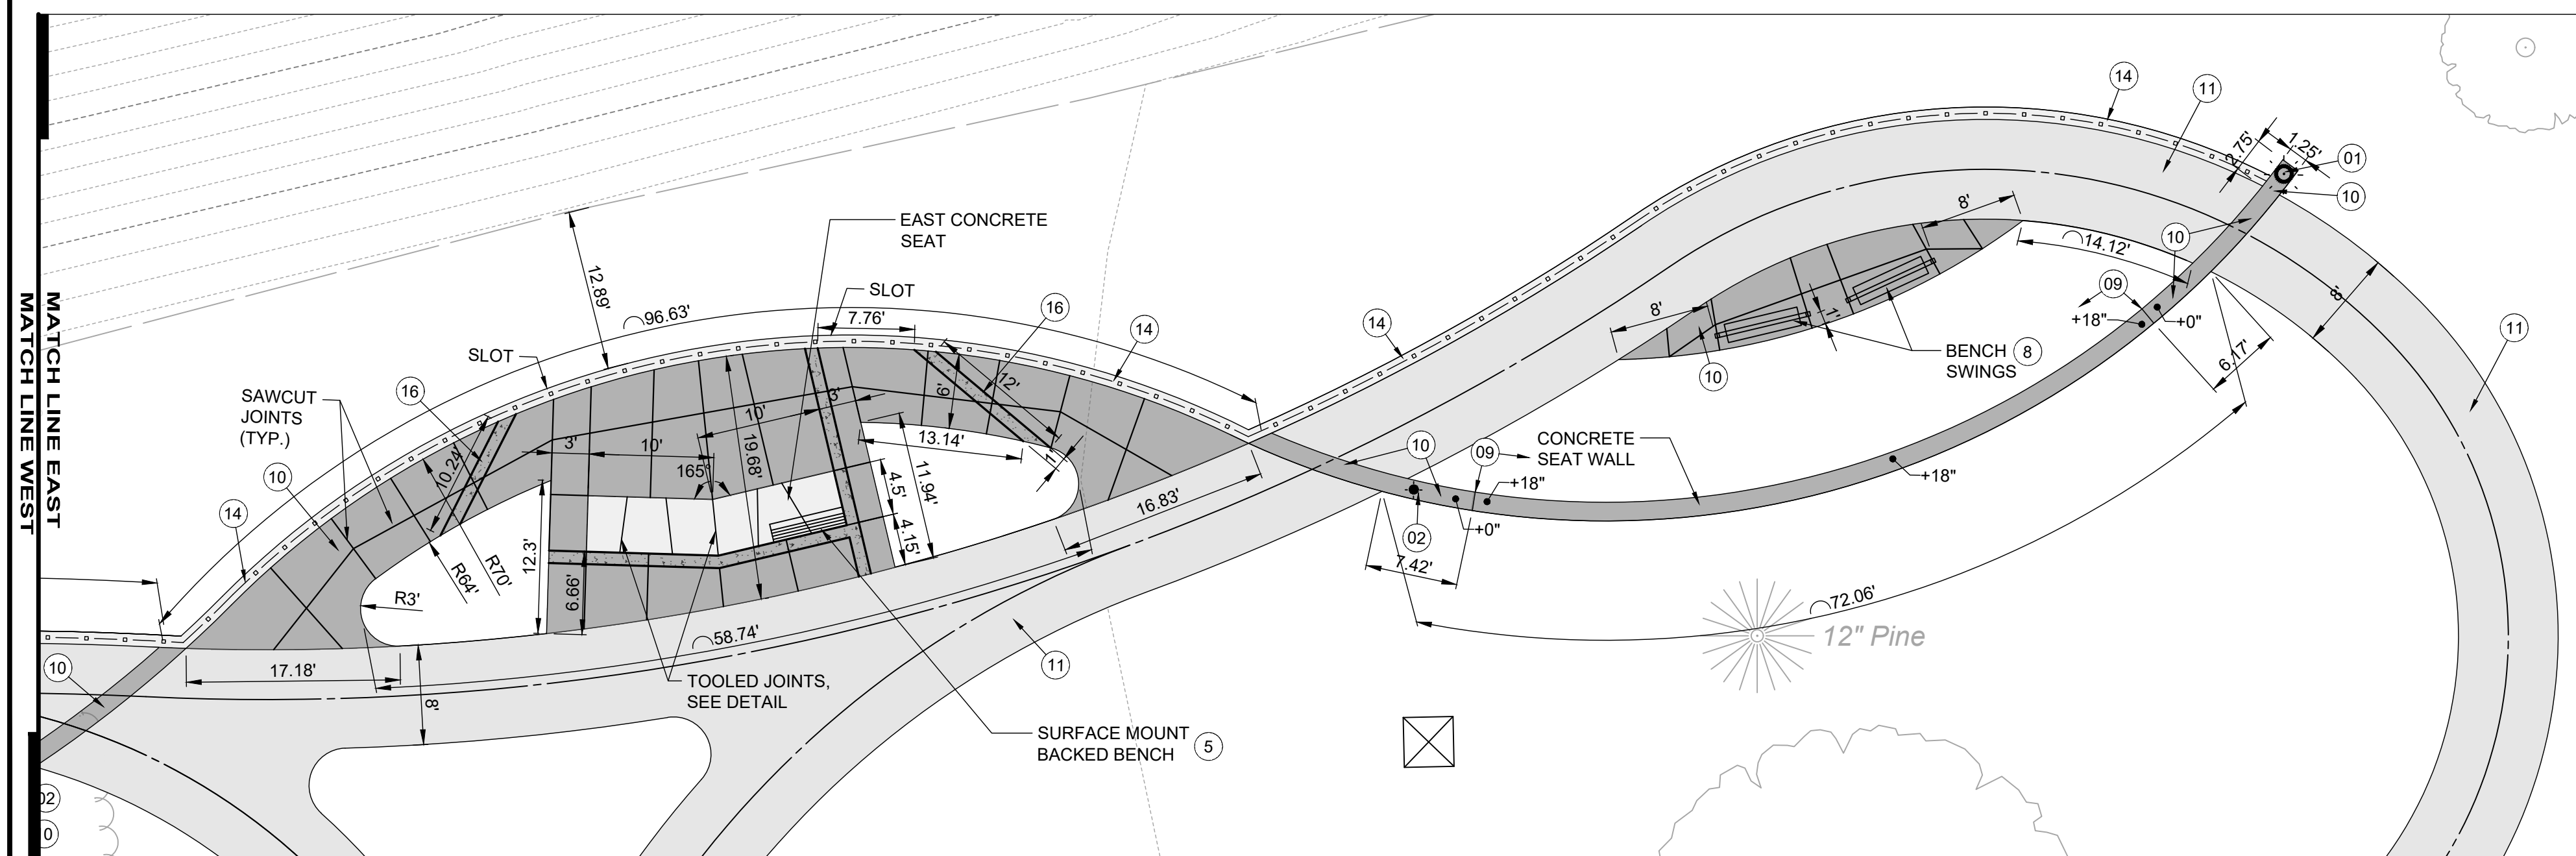 MATCH LINE WEST
MATCH LINE EAST
SAWCUT
JOINTS
(TYP.)
16
10
14
10
SLOT
12.89'
96.63'
EAST CONCRETE
SEAT
SLOT
7.76'
16
14
10.24'
R70'
R64'
R3'
3'
10'
165°
10'
3'
19.68'
6'
12'
13.14'
1'
11.94'
4.5'
4.15'
12.3'
6.66'
17.18'
8'
58.74'
16.83'
TOOLED JOINTS,
SEE DETAIL
SURFACE MOUNT
BACKED BENCH
5
11
02
0
14
14
11
2.75'
1.25'
01
10
10
14.12'
8'
8'
1'
10
BENCH
SWINGS
8
09
+18"
+0"
6.17'
8'
11
CONCRETE
SEAT WALL
10
09
+18"
+0"
02
7.42'
+18"
72.06'
12" Pine